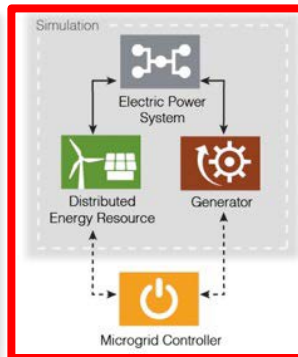 Simulation
Electric Power
System
Distributed
Energy Resource
Generator
Microgrid Controller